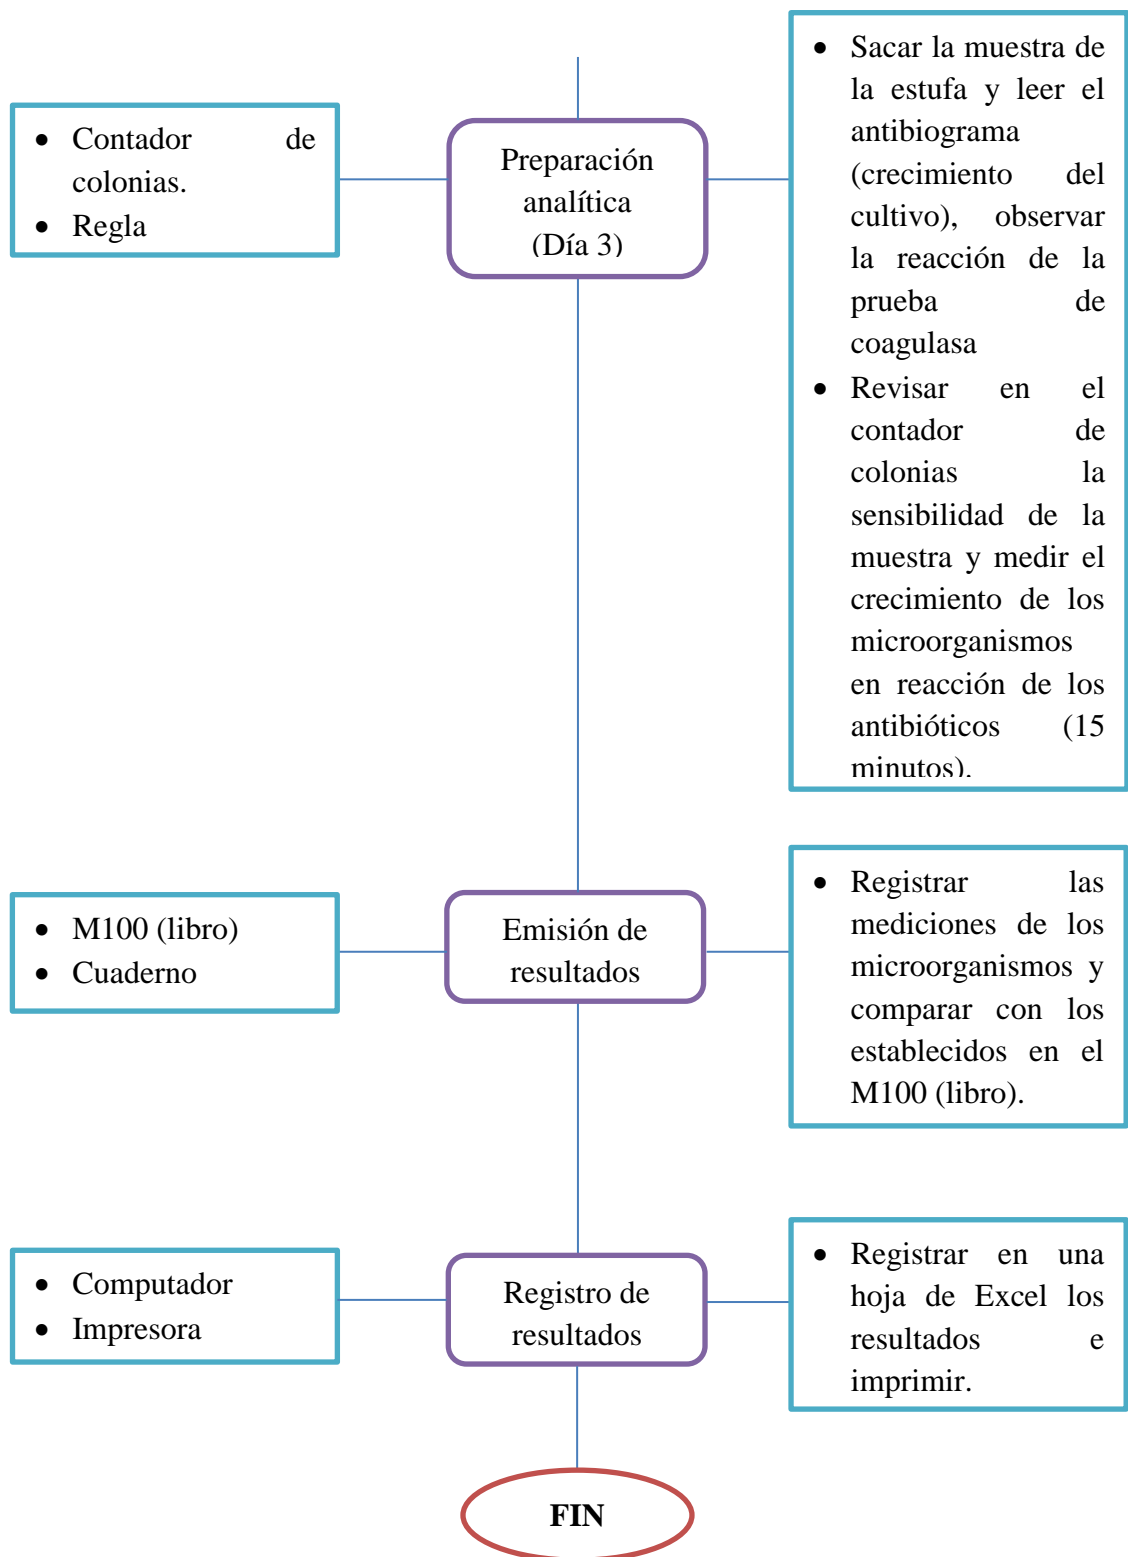 • Contador de
colonias.
• Regla
Preparación
analítica
(Día 3)
• Sacar la muestra de
la estufa y leer el
antibiograma
(crecimiento del
cultivo), observar
la reacción de la
prueba de
coagulasa
• Revisar en el
contador de
colonias la
sensibilidad de la
muestra y medir el
crecimiento de los
microorganismos
en reacción de los
antibióticos (15
minutos).
• M100 (libro)
• Cuaderno
Emisión de
resultados
• Registrar las
mediciones de los
microorganismos y
comparar con los
establecidos en el
M100 (libro).
• Computador
• Impresora
Registro de
resultados
• Registrar en una
hoja de Excel los
resultados e
imprimir.
FIN